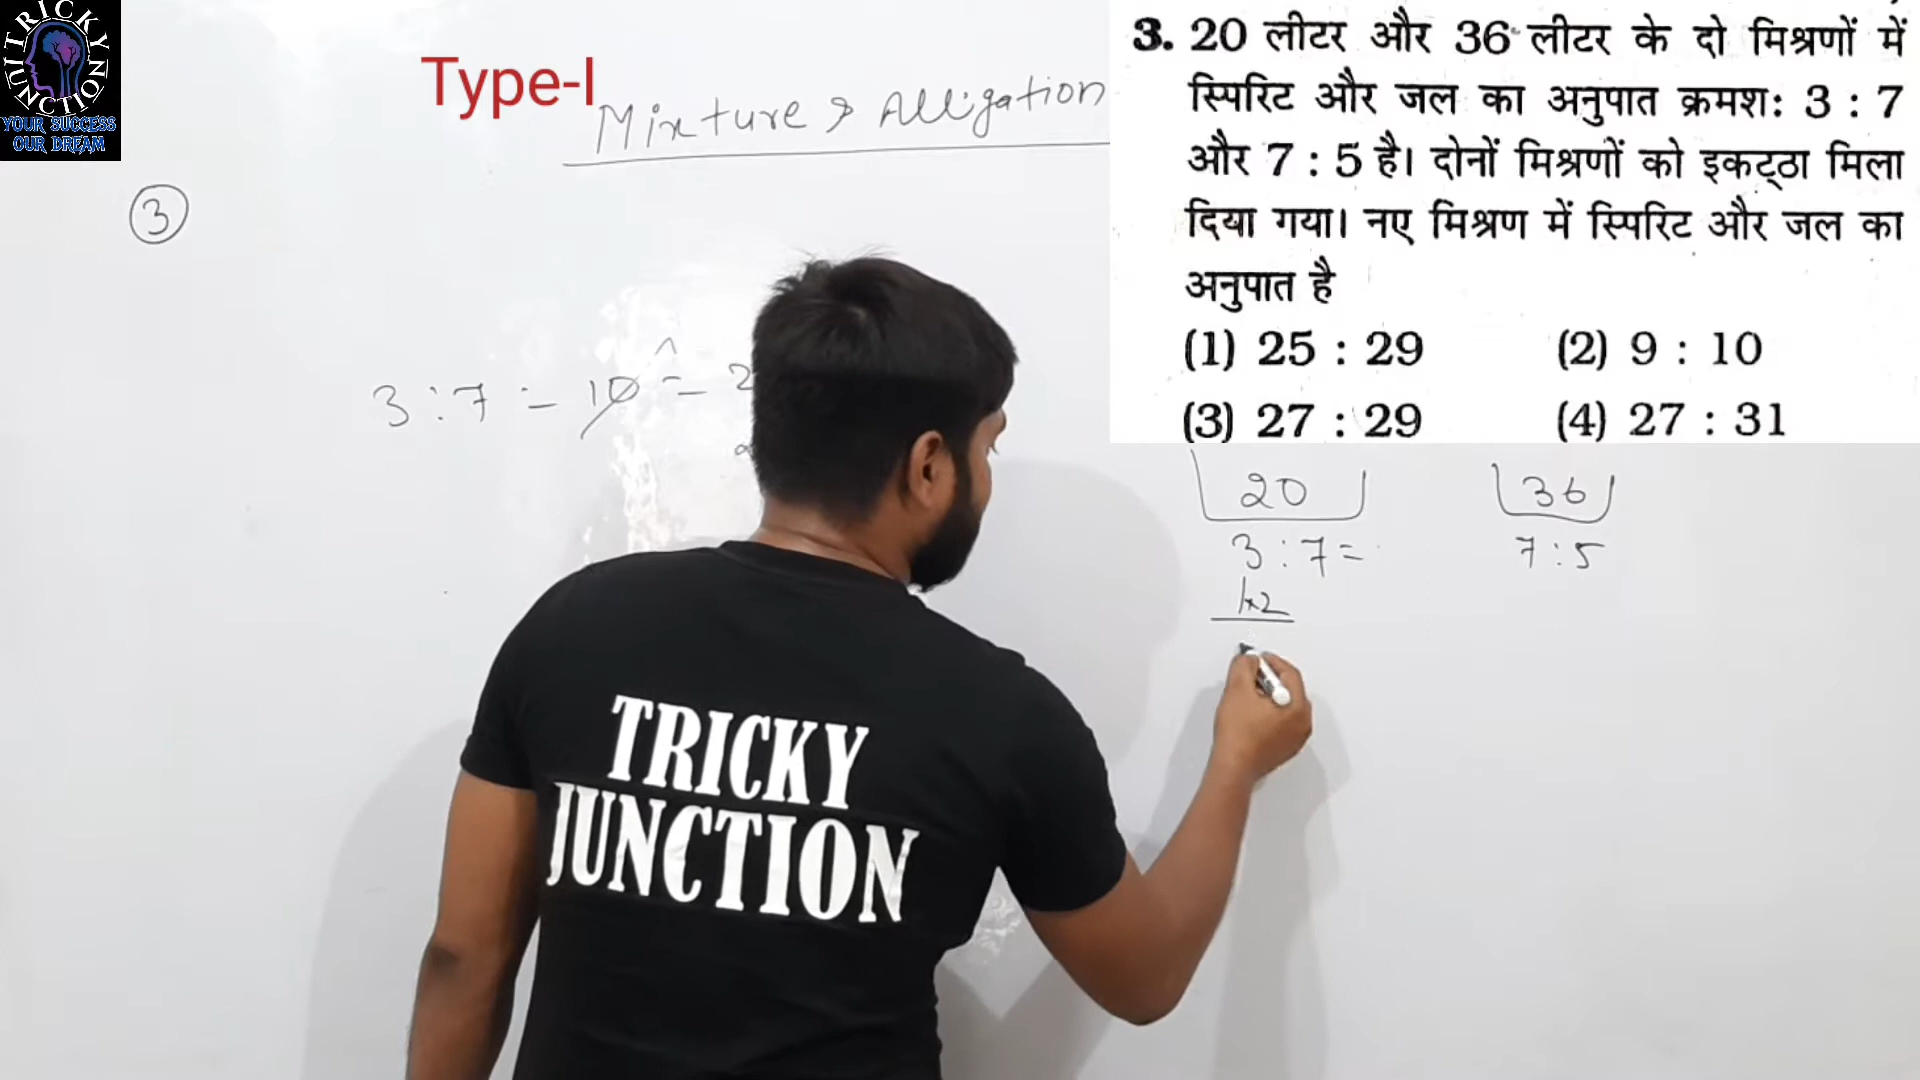 TRICKY JUNCTION
YOUR SUCCESS
OUR DREAM
Type-I
Mixture & Alligation
3. 20 लीटर और 36 लीटर के दो मिश्रणों में
स्पिरिट और जल का अनुपात क्रमश: 3 : 7
और 7 : 5 है। दोनों मिश्रणों को इकट्ठा मिला
दिया गया। नए मिश्रण में स्पिरिट और जल का
अनुपात है
(1) 25 : 29 (2) 9 : 10
(3) 27 : 29 (4) 27 : 31
3
3 : 7 = 10 = 2
20 36
3 : 7 = 7 : 5
1×2
TRICKY
JUNCTION